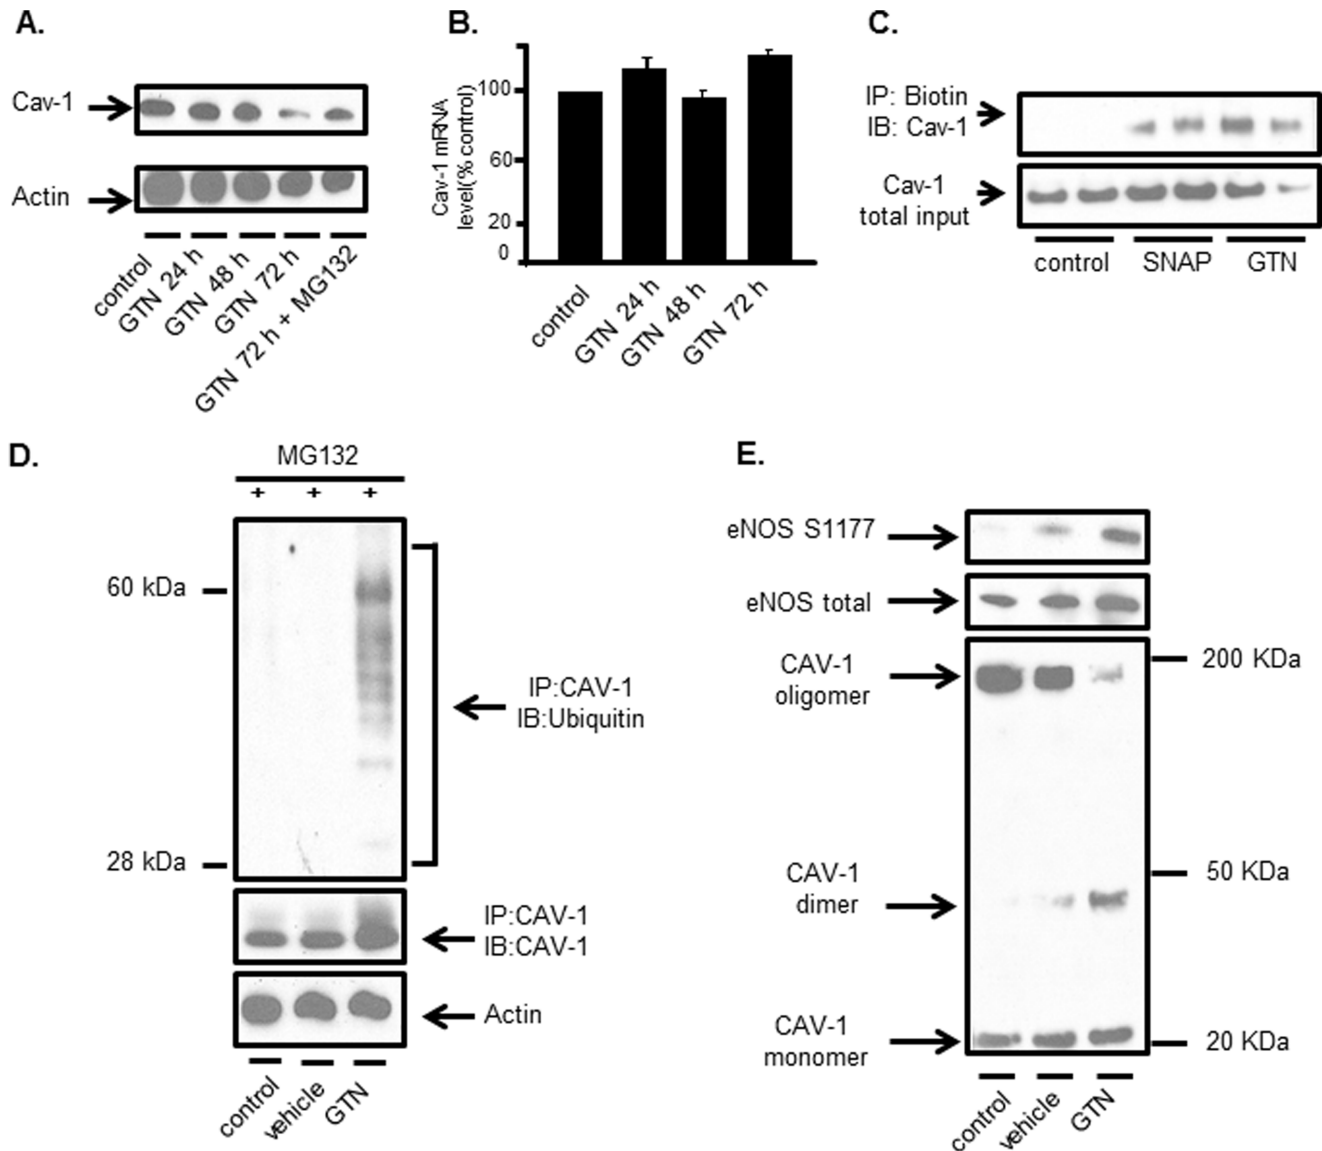 A.
Cav-1
Actin
control
GTN 24 h
GTN 48 h
GTN 72 h
GTN 72 h + MG132
B.
Cav-1 mRNA
level(% control)
100
60
20
0
control
GTN 24 h
GTN 48 h
GTN 72 h
C.
IP: Biotin
IB: Cav-1
Cav-1
total input
control
SNAP
GTN
D.
MG132
+ + +
60 kDa
28 kDa
IP:CAV-1
IB:Ubiquitin
IP:CAV-1
IB:CAV-1
Actin
control
vehicle
GTN
E.
eNOS S1177
eNOS total
CAV-1
oligomer
CAV-1
dimer
CAV-1
monomer
200 KDa
50 KDa
20 KDa
control
vehicle
GTN